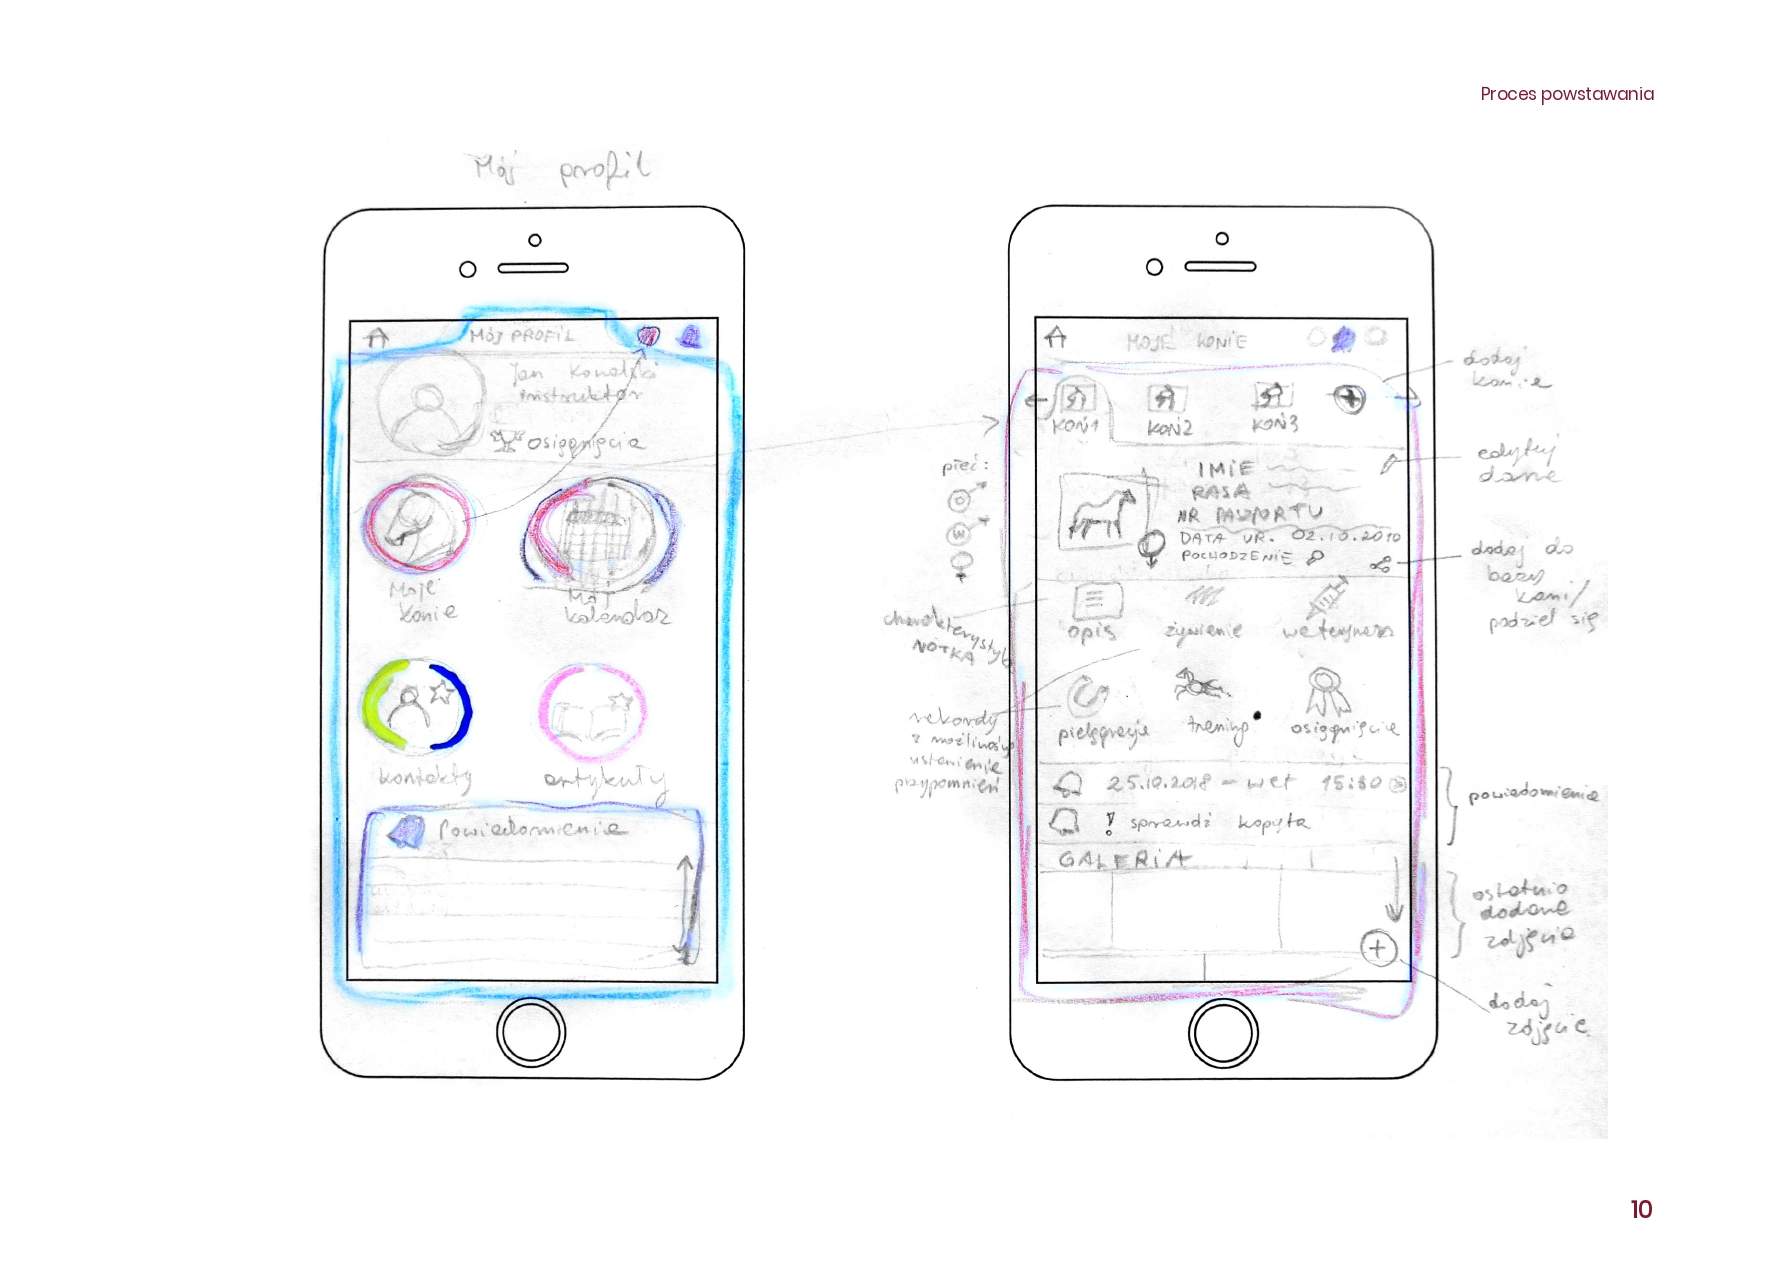 Proces powstawania
Mój profil
MÓJ PROFIL
Jan Kowalski
instruktor
osiągnięcia
Moje
konie
Mój
kalendarz
kontakty
artykuły
Powiadomienia
MOJE KONIE
KOŃ1
KOŃ2
KOŃ3
IMIE
RASA
NR PASZPORTU
DATA UR. 02.10.2010
POCHODZENIE
opis
żywienie
weterynarz
pielęgnacja
trening
osiągnięcia
25.10.2018 - wet 15:30
! sprawdź kopyta
GALERIA
płeć:
W
charakterystyka
NOTKA
rekordy
z możliwością
ustawienia
przypomnień
dodaj
konie
edytuj
dane
dodaj do
bazy
koni/
podziel się
powiadomienia
ostatnio
dodane
zdjęcia
dodaj
zdjęcie
10